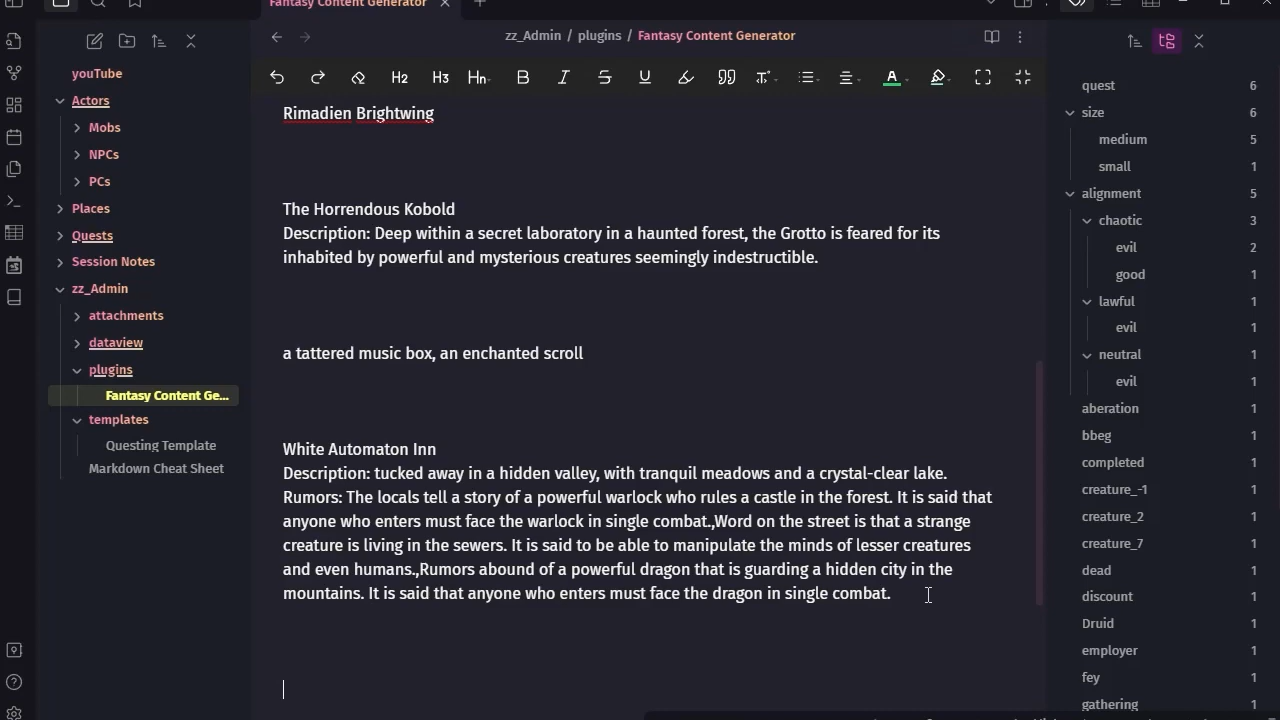 Fantasy Content Generator
zz_Admin / plugins / Fantasy Content Generator
youTube
Actors
Mobs
NPCs
PCs
Places
Quests
Session Notes
zz_Admin
attachments
dataview
plugins
Fantasy Content Ge...
templates
Questing Template
Markdown Cheat Sheet
H2 H3 Hn B I S U A
Rimadien Brightwing
The Horrendous Kobold
Description: Deep within a secret laboratory in a haunted forest, the Grotto is feared for its
inhabited by powerful and mysterious creatures seemingly indestructible.
a tattered music box, an enchanted scroll
White Automaton Inn
Description: tucked away in a hidden valley, with tranquil meadows and a crystal-clear lake.
Rumors: The locals tell a story of a powerful warlock who rules a castle in the forest. It is said that
anyone who enters must face the warlock in single combat.,Word on the street is that a strange
creature is living in the sewers. It is said to be able to manipulate the minds of lesser creatures
and even humans.,Rumors abound of a powerful dragon that is guarding a hidden city in the
mountains. It is said that anyone who enters must face the dragon in single combat.
quest 6
size 6
medium 5
small 1
alignment 5
chaotic 3
evil 2
good 1
lawful 1
evil 1
neutral 1
evil 1
aberation 1
bbeg 1
completed 1
creature_-1 1
creature_2 1
creature_7 1
dead 1
discount 1
Druid 1
employer 1
fey 1
gathering 1